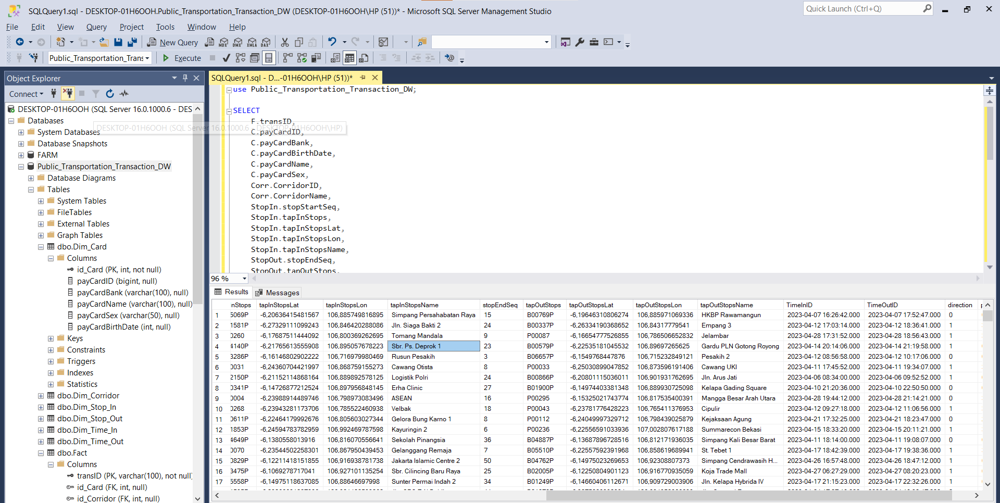 SQLQuery1.sql - DESKTOP-01H6OOH.Public_Transportation_Transaction_DW (DESKTOP-01H6OOH\HP (51))* - Microsoft SQL Server Management Studio
Quick Launch (Ctrl+Q)
File Edit View Query Project Tools Window Help
New Query MDX DMX XMLA DAX
Public_Transportation_Trans Execute
Object Explorer
Connect
DESKTOP-01H6OOH (SQL Server 16.0.1000.6 - DES
Databases
DESKTOP-01H6OOH (SQL Server 16.0.1000.6 - DESKTOP-01H6OOH\HP)
System Databases
Database Snapshots
FARM
Public_Transportation_Transaction_DW
Database Diagrams
Tables
System Tables
FileTables
External Tables
Graph Tables
dbo.Dim_Card
Columns
id_Card (PK, int, not null)
payCardID (bigint, null)
payCardBank (varchar(100), null)
payCardName (varchar(100), null)
payCardSex (varchar(50), null)
payCardBirthDate (int, null)
Keys
Constraints
Triggers
Indexes
Statistics
dbo.Dim_Corridor
dbo.Dim_Stop_In
dbo.Dim_Stop_Out
dbo.Dim_Time_In
dbo.Dim_Time_Out
dbo.Fact
Columns
transID (PK, varchar(100), not null)
id_Card (FK, int, null)
id_Corridor (FK, int, null)
SQLQuery1.sql - D...-01H6OOH\HP (51))*
use Public_Transportation_Transaction_DW;
SELECT
F.transID,
C.payCardID,
C.payCardBank,
C.payCardBirthDate,
C.payCardName,
C.payCardSex,
Corr.CorridorID,
Corr.CorridorName,
StopIn.stopStartSeq,
StopIn.tapInStops,
StopIn.tapInStopsLat,
StopIn.tapInStopsLon,
StopIn.tapInStopsName,
StopOut.stopEndSeq,
StopOut.tapOutStops,
96 %
Results Messages
nStops tapInStopsLat tapInStopsLon tapInStopsName stopEndSeq tapOutStops tapOutStopsLat tapOutStopsLon tapOutStopsName TimeInID TimeOutID direction
1 5069P -6,20636415481567 106,885749816895 Simpang Persahabatan Raya 15 B00769P -6,19646310806274 106,885971069336 HKBP Rawamangun 2023-04-07 16:26:42.000 2023-04-07 17:52:47.000 0
2 1581P -6,27329111099243 106,846420288086 Jln. Siaga Bakti 2 24 B00337P -6,26334190368652 106,84317779541 Empang 3 2023-04-12 17:03:14.000 2023-04-12 18:36:41.000 1
3 0260 -6,17687511444092 106,800369262695 Tomang Mandala 9 P00087 -6,16654777526855 106,786506652832 Jelambar 2023-04-28 17:31:52.000 2023-04-28 18:56:43.000 1
4 4140P -6,21765613555908 106,895057678223 Sbr. Ps. Deprok 1 23 B00579P -6,22535181045532 106,89697265625 Gardu PLN Gotong Royong 2023-04-14 20:14:06.000 2023-04-14 21:19:58.000 1
5 3286P -6,16146802902222 106,716979980469 Rusun Pesakih 3 B06657P -6,1549768447876 106,715232849121 Pesakih 2 2023-04-12 08:56:58.000 2023-04-12 10:17:06.000 0
6 0031 -6,24360704421997 106,868759155273 Cawang Otista 8 P00033 -6,25030899047852 106,873596191406 Cawang UKI 2023-04-11 17:45:52.000 2023-04-11 19:34:07.000 1
7 2150P -6,21152114868164 106,889892578125 Logistik Polri 24 B00866P -6,20801115036011 106,901931762695 Jln. Arus Jati 2023-04-06 08:34:00.000 2023-04-06 09:52:52.000 1
8 0341P -6,14726877212524 106,897956848145 Erha Clinic 27 B01900P -6,14974403381348 106,889930725098 Kelapa Gading Square 2023-04-10 21:20:36.000 2023-04-10 22:50:50.000 0
9 0004 -6,23988914489746 106,798973083496 ASEAN 16 P00295 -6,15325021743774 106,817535400391 Mangga Besar Arah Utara 2023-04-28 19:44:12.000 2023-04-28 21:14:21.000 0
10 0268 -6,23943281173706 106,785522460938 Velbak 18 P00043 -6,23781776428223 106,765411376953 Cipulir 2023-04-12 09:27:18.000 2023-04-12 11:06:56.000 1
11 0611P -6,22464179992676 106,805603027344 Gelora Bung Karno 1 8 P00112 -6,24049997329712 106,798439025879 Kejaksaan Agung 2023-04-21 17:32:25.000 2023-04-21 18:23:47.000 0
12 1853P -6,24594783782959 106,992469787598 Kayuringin 2 6 P00236 -6,22556591033936 107,002807617188 Summarecon Bekasi 2023-04-15 18:33:20.000 2023-04-15 20:11:21.000 1
13 4649P -6,1380558013916 106,816070556641 Sekolah Pinangsia 36 B04887P -6,13687896728516 106,812171936035 Simpang Kali Besar Barat 2023-04-11 18:14:00.000 2023-04-11 19:08:07.000 0
14 0070 -6,23544502258301 106,867950439453 Gelanggang Remaja 7 B05510P -6,22557592391968 106,858619689941 St. Tebet 1 2023-04-17 18:42:39.000 2023-04-17 19:38:36.000 1
15 0829P -6,12211418151855 106,916938781738 Jakarta Islamic Centre 2 50 B04762P -6,14975023269653 106,92308807373 Simpang Cendrawasih H... 2023-04-26 16:57:48.000 2023-04-26 18:47:12.000 1
16 3475P -6,1069278717041 106,927101135254 Sbr. Cilincing Baru Raya 25 B02005P -6,12250804901123 106,916770935059 Koja Trade Mall 2023-04-27 06:27:29.000 2023-04-27 08:20:23.000 1
17 5558P -6,14975118637085 106,88646697998 Sunter Permai Indah 2 34 B01249P -6,14660406112671 106,909729003906 Jln. Kelapa Hybrida IV 2023-04-17 21:15:23.000 2023-04-17 22:32:26.000 1